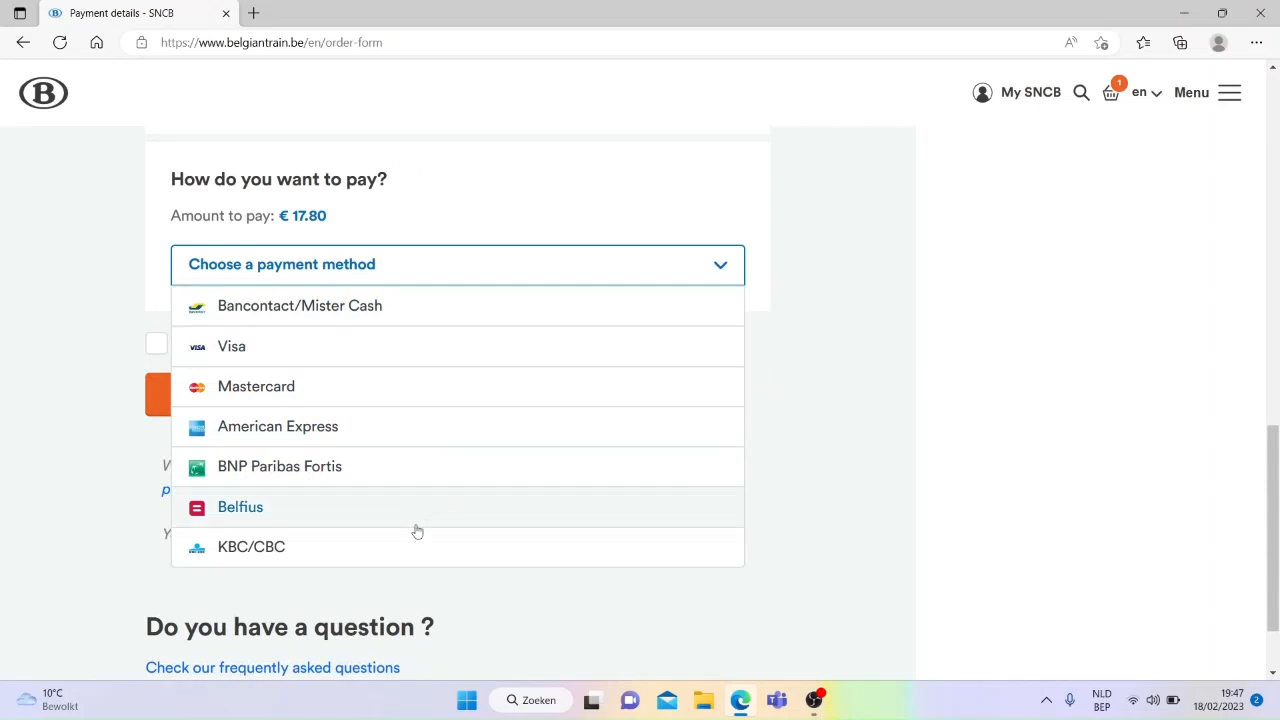 Payment details - SNCB
https://www.belgiantrain.be/en/order-form
B
My SNCB
1
en
Menu
How do you want to pay?
Amount to pay: € 17.80
Choose a payment method
Bancontact/Mister Cash
VISA Visa
Mastercard
American Express
BNP Paribas Fortis
Belfius
KBC/CBC
p
Do you have a question ?
Check our frequently asked questions
10°C
Bewolkt
Zoeken
NLD
BEP
19:47
18/02/2023
2